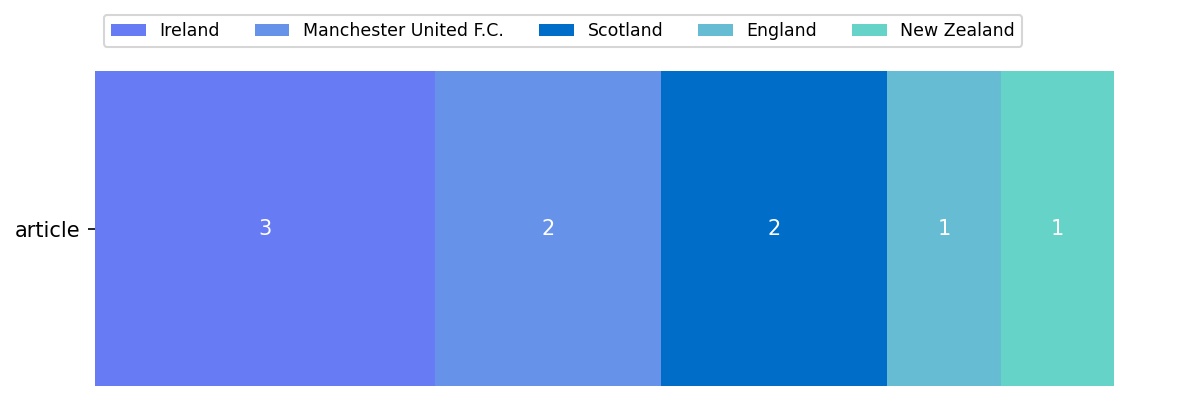 Ireland Manchester United F.C. Scotland England New Zealand
article 3 2 2 1 1